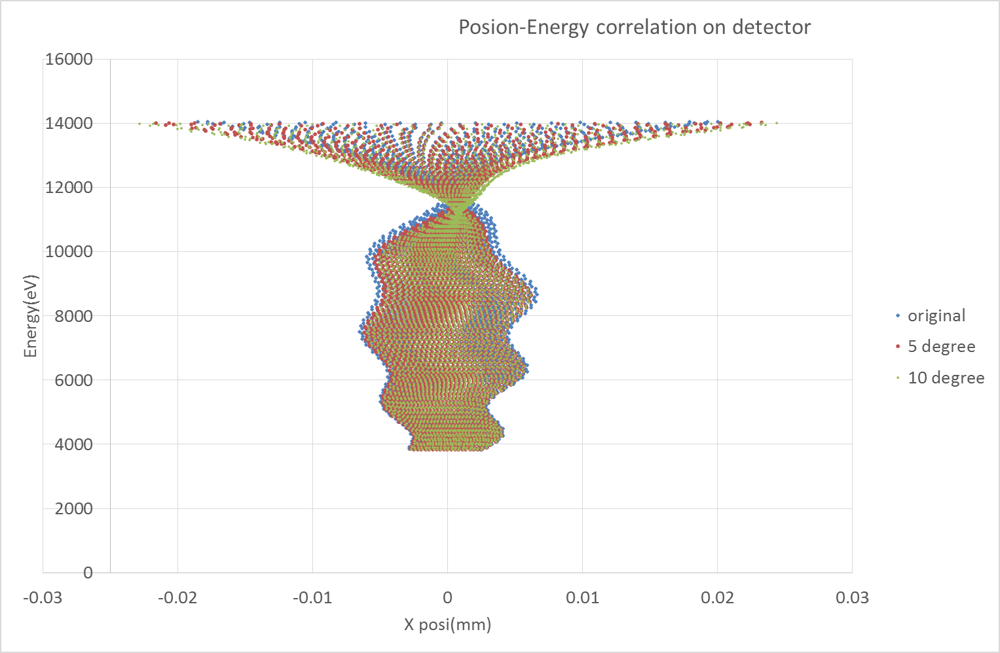 Posion-Energy correlation on detector
16000
14000
12000
10000
8000
6000
4000
2000
0
Energy(eV)
-0.03 -0.02 -0.01 0 0.01 0.02 0.03
X posi(mm)
original
5 degree
10 degree